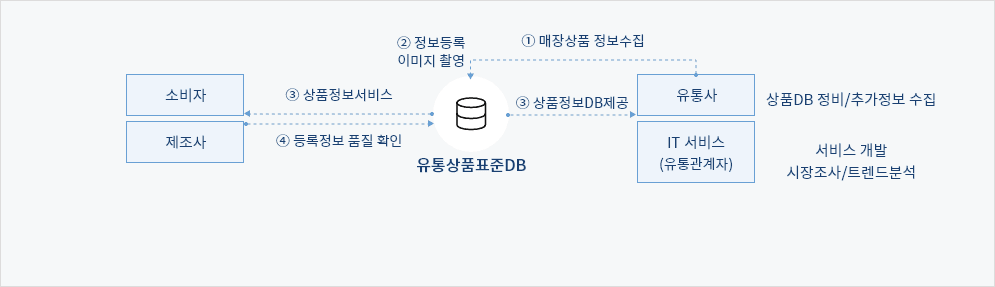 ② 정보등록
이미지 촬영
① 매장상품 정보수집
소비자
③ 상품정보서비스
③ 상품정보DB제공
유통사
상품DB 정비/추가정보 수집
제조사
④ 등록정보 품질 확인
유통상품표준DB
IT 서비스
(유통관계자)
서비스 개발
시장조사/트렌드분석